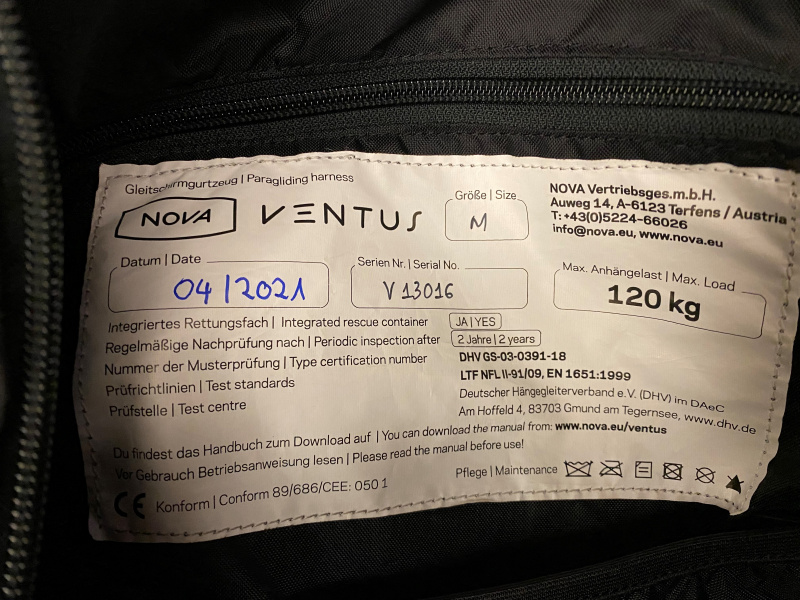 Gleitschirmgurtzeug | Paragliding harness
NOVA VENTUS
Größe | Size
M
NOVA Vertriebsges.m.b.H.
Auweg 14, A-6123 Terfens / Austria
T: +43(0)5224-66026
info@nova.eu, www.nova.eu
Datum | Date
04/2021
Serien Nr. | Serial No.
V 13016
Max. Anhängelast | Max. Load
120 kg
Integriertes Rettungsfach | Integrated rescue container JA | YES
Regelmäßige Nachprüfung nach | Periodic inspection after 2 Jahre | 2 years
Nummer der Musterprüfung | Type certification number DHV GS-03-0391-18
Prüfrichtlinien | Test standards LTF NFL II-91/09, EN 1651:1999
Prüfstelle | Test centre Deutscher Hängegleiterverband e.V. (DHV) im DAeC
Am Hoffeld 4, 83703 Gmund am Tegernsee, www.dhv.de
Du findest das Handbuch zum Download auf | You can download the manual from: www.nova.eu/ventus
Vor Gebrauch Betriebsanweisung lesen | Please read the manual before use!
Pflege | Maintenance
CE Konform | Conform 89/686/CEE: 0501